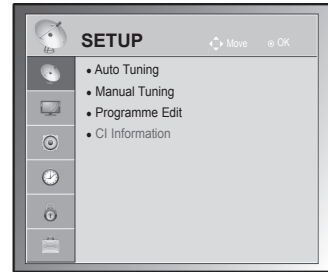 SETUP
Move OK
Auto Tuning
Manual Tuning
Programme Edit
CI Information